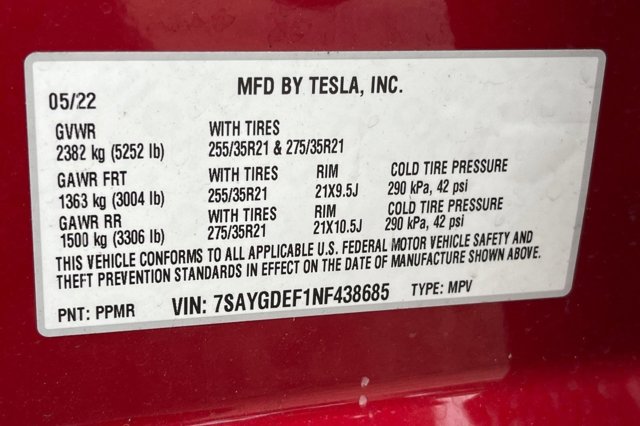 MFD BY TESLA, INC.
05/22
GVWR WITH TIRES
2382 kg (5252 lb) 255/35R21 & 275/35R21
GAWR FRT WITH TIRES RIM COLD TIRE PRESSURE
1363 kg (3004 lb) 255/35R21 21X9.5J 290 kPa, 42 psi
GAWR RR WITH TIRES RIM COLD TIRE PRESSURE
1500 kg (3306 lb) 275/35R21 21X10.5J 290 kPa, 42 psi
THIS VEHICLE CONFORMS TO ALL APPLICABLE U.S. FEDERAL MOTOR VEHICLE SAFETY AND
THEFT PREVENTION STANDARDS IN EFFECT ON THE DATE OF MANUFACTURE SHOWN ABOVE.
PNT: PPMR VIN: 7SAYGDEF1NF438685 TYPE: MPV